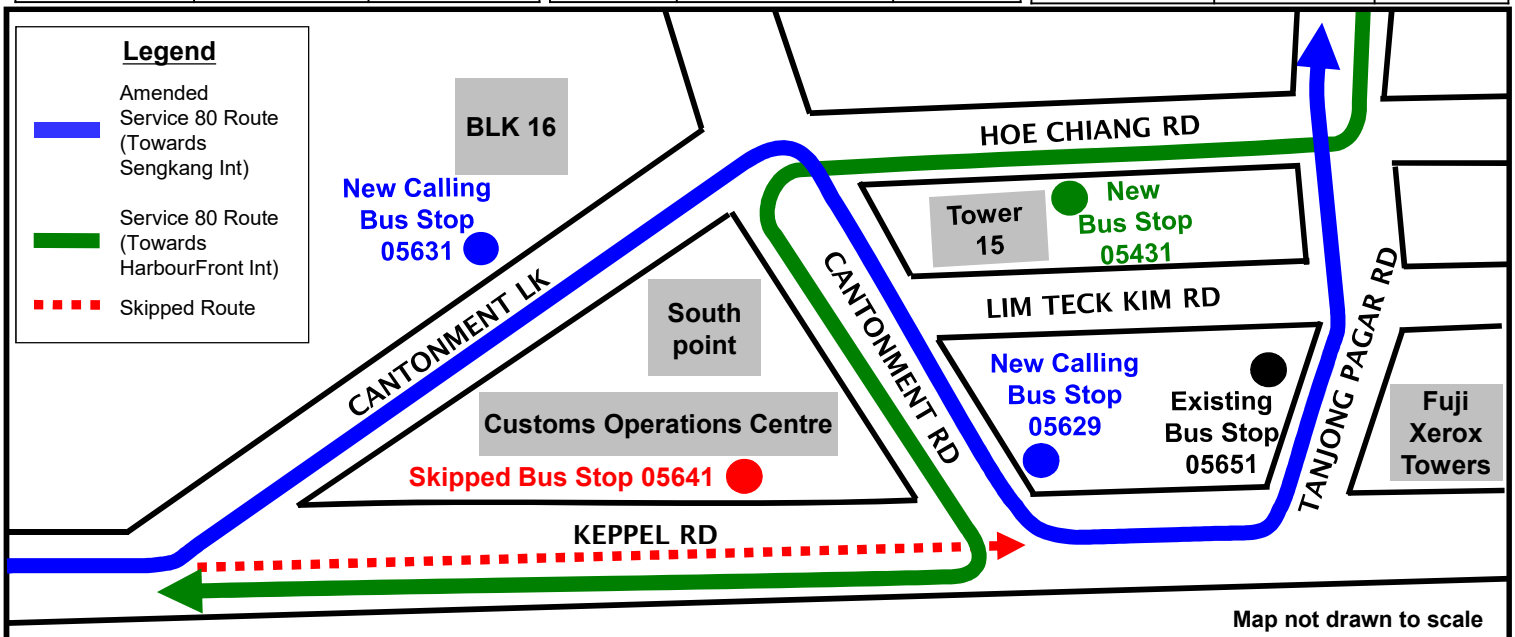 Legend
Amended
Service 80 Route
(Towards
Sengkang Int)
Service 80 Route
(Towards
HarbourFront Int)
Skipped Route
BLK 16
New Calling
Bus Stop
05631
CANTONMENT LK
HOE CHIANG RD
Tower
15
New
Bus Stop
05431
South
point
CANTONMENT RD
LIM TECK KIM RD
TANJONG PAGAR RD
New Calling
Bus Stop
05629
Existing
Bus Stop
05651
Fuji
Xerox
Towers
Customs Operations Centre
Skipped Bus Stop 05641
KEPPEL RD
Map not drawn to scale